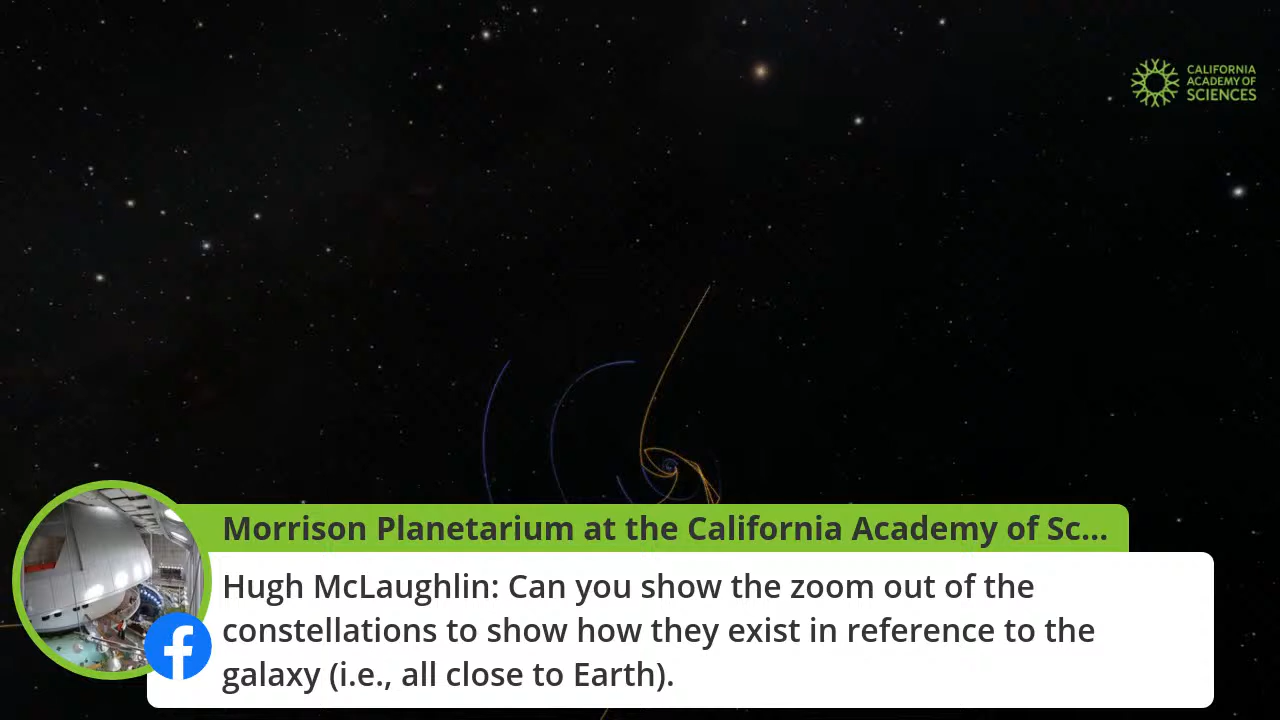 CALIFORNIA
ACADEMY OF
SCIENCES
Morrison Planetarium at the California Academy of Sc...
Hugh McLaughlin: Can you show the zoom out of the
constellations to show how they exist in reference to the
galaxy (i.e., all close to Earth).